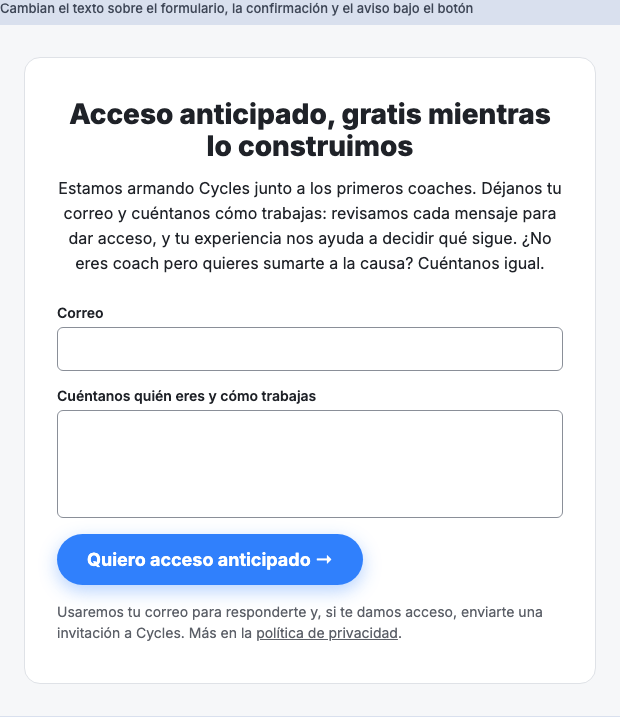 Cambian el texto sobre el formulario, la confirmación y el aviso bajo el botón
Acceso anticipado, gratis mientras
lo construimos
Estamos armando Cycles junto a los primeros coaches. Déjanos tu
correo y cuéntanos cómo trabajas: revisamos cada mensaje para
dar acceso, y tu experiencia nos ayuda a decidir qué sigue. ¿No
eres coach pero quieres sumarte a la causa? Cuéntanos igual.
Correo
Cuéntanos quién eres y cómo trabajas
Quiero acceso anticipado →
Usaremos tu correo para responderte y, si te damos acceso, enviarte una
invitación a Cycles. Más en la política de privacidad.